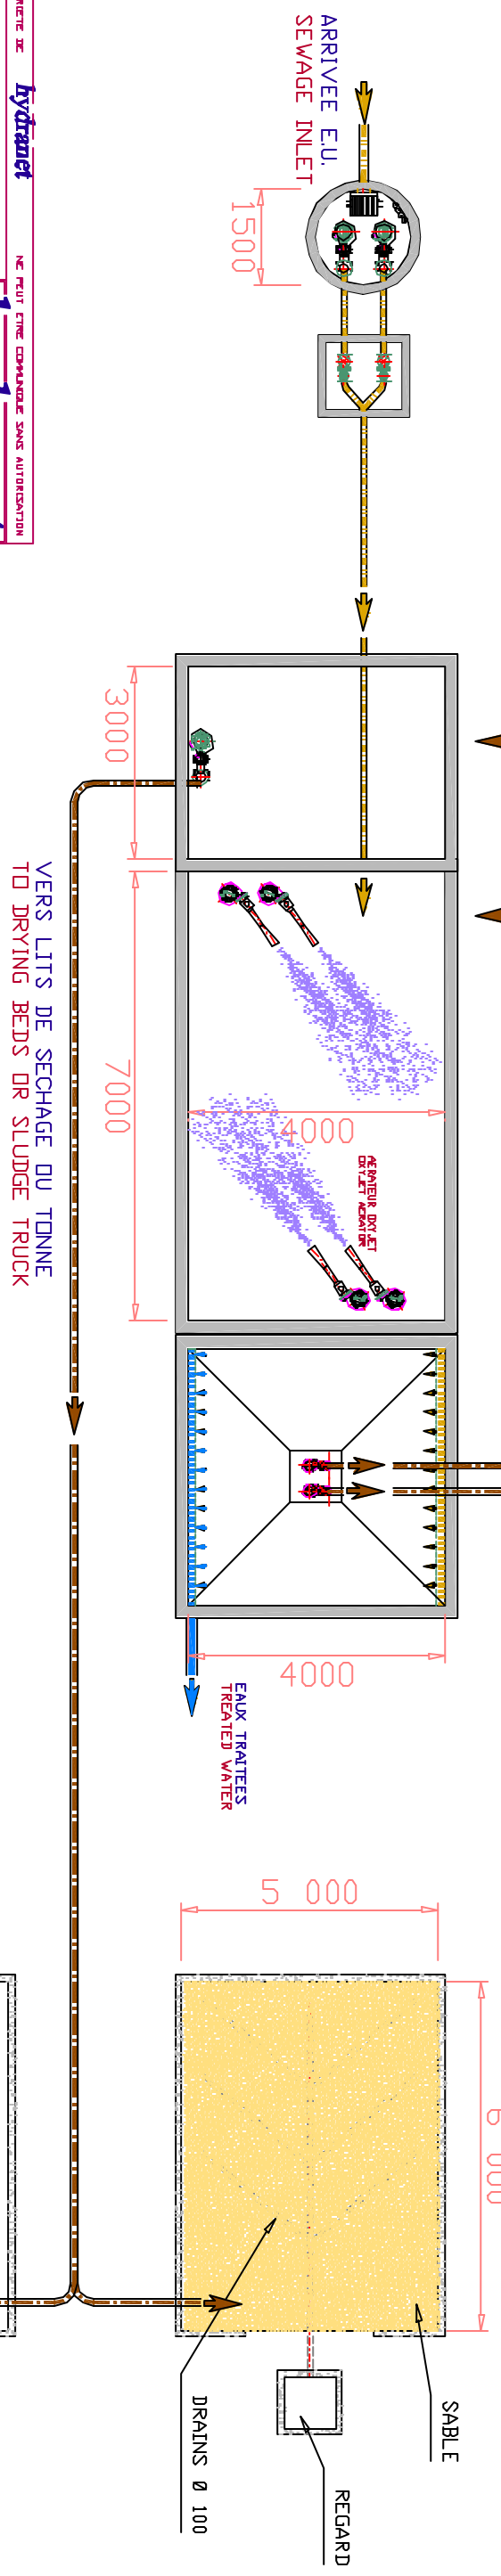 ARRIVEE E.U.
SEWAGE INLET
1500
hydranet
NE PEUT ETRE COMMUNIQUE SANS AUTORISATION
3000
7000
4000
AERATEUR OXYJET
OXYJET AERATOR
VERS LITS DE SECHAGE OU TONNE
TO DRYING BEDS OR SLUDGE TRUCK
4000
EAUX TRAITEES
TREATED WATER
5 000
6 000
SABLE
REGARD
DRAINS Ø 100